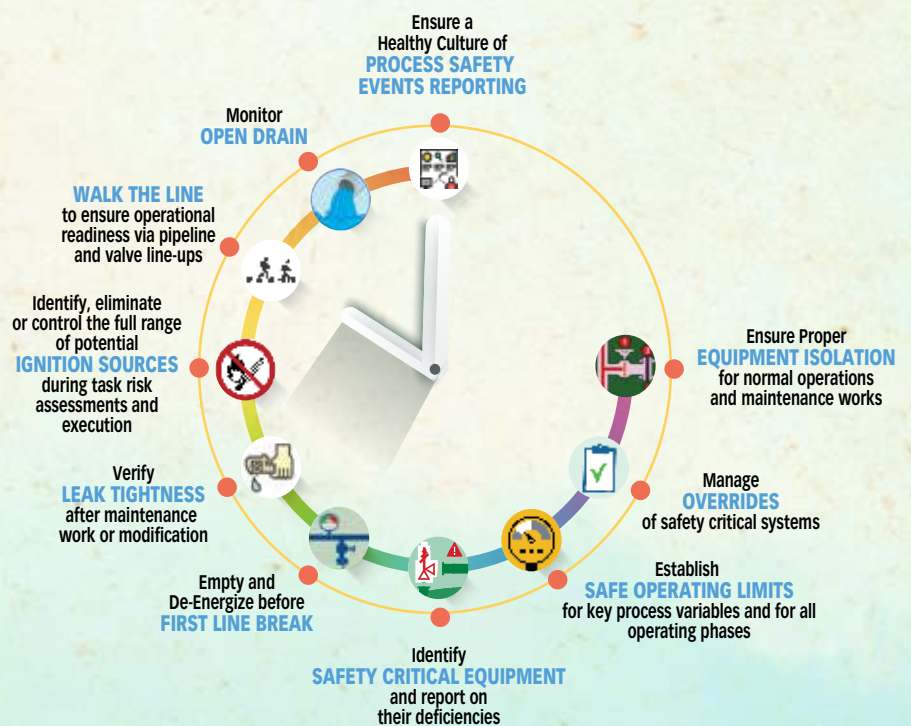 Ensure a
Healthy Culture of
PROCESS SAFETY
EVENTS REPORTING
Monitor
OPEN DRAIN
WALK THE LINE
to ensure operational
readiness via pipeline
and valve line-ups
Identify, eliminate
or control the full range
of potential
IGNITION SOURCES
during task risk
assessments and
execution
Verify
LEAK TIGHTNESS
after maintenance
work or modification
Empty and
De-Energize before
FIRST LINE BREAK
Identify
SAFETY CRITICAL EQUIPMENT
and report on
their deficiencies
Establish
SAFE OPERATING LIMITS
for key process variables and for all
operating phases
Manage
OVERRIDES
of safety critical systems
Ensure Proper
EQUIPMENT ISOLATION
for normal operations
and maintenance works